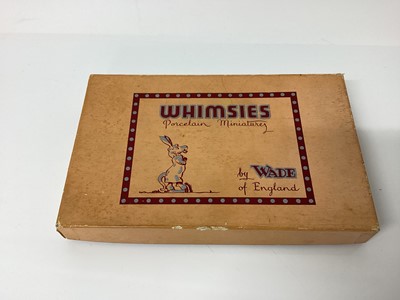 WHIMSIES
Porcelain Miniatures
by WADE
of England